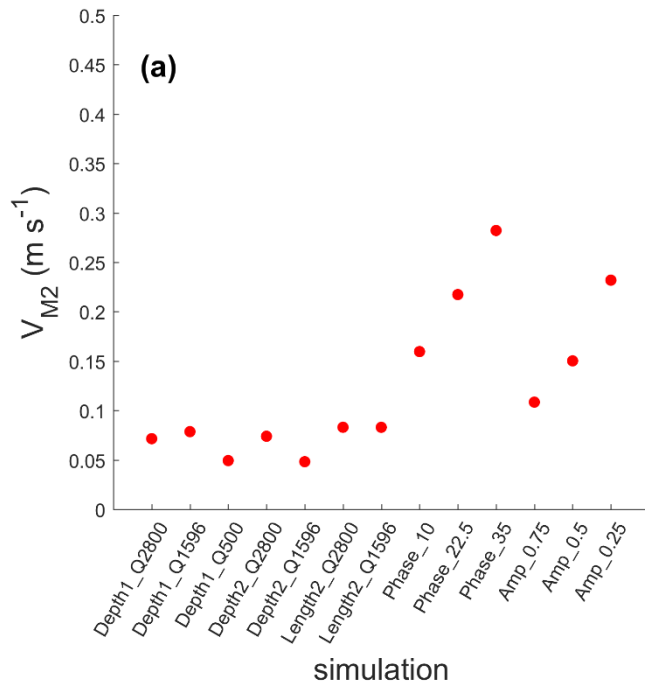 (a)
V_M2 (m s^-1)
0.5
0.45
0.4
0.35
0.3
0.25
0.2
0.15
0.1
0.05
0
Depth1_Q2800
Depth1_Q1596
Depth1_Q500
Depth2_Q2800
Depth2_Q1596
Length2_Q2800
Length2_Q1596
Phase_10
Phase_22.5
Phase_35
Amp_0.75
Amp_0.5
Amp_0.25
simulation